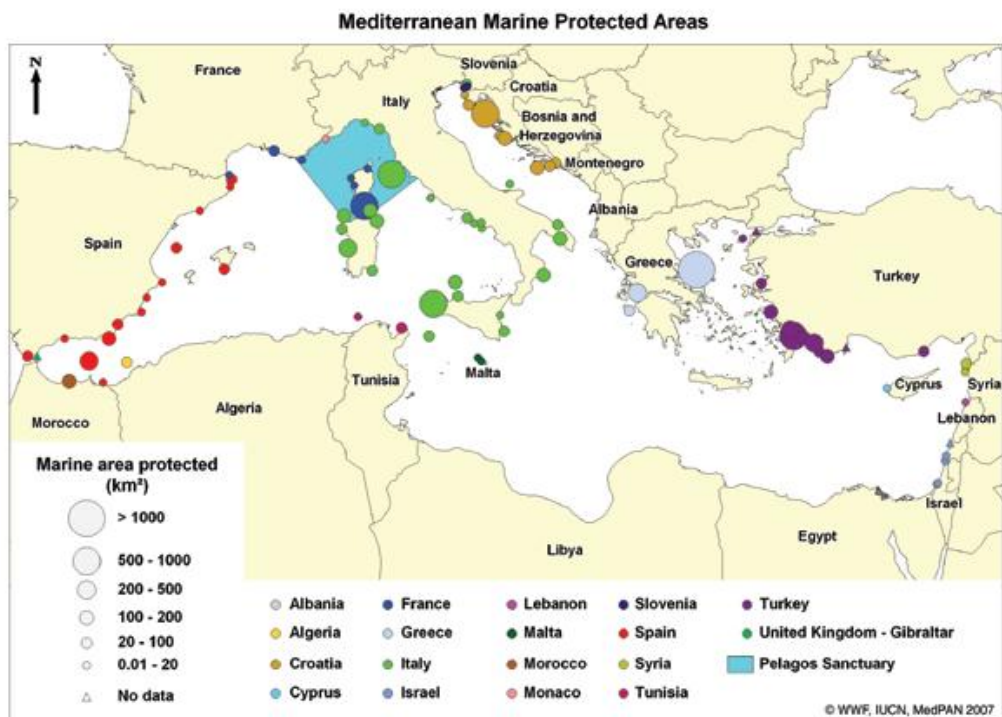 Mediterranean Marine Protected Areas
N
France
Slovenia
Croatia
Italy
Bosnia and
Herzegovina
Montenegro
Albania
Spain
Greece
Turkey
Malta
Cyprus
Syria
Tunisia
Algeria
Lebanon
Morocco
Israel
Egypt
Libya
Marine area protected
(km²)
> 1000
500 - 1000
200 - 500
100 - 200
20 - 100
0.01 - 20
No data
Albania
Algeria
Croatia
Cyprus
France
Greece
Italy
Israel
Lebanon
Malta
Morocco
Monaco
Slovenia
Spain
Syria
Tunisia
Turkey
United Kingdom - Gibraltar
Pelagos Sanctuary
© WWF, IUCN, MedPAN 2007